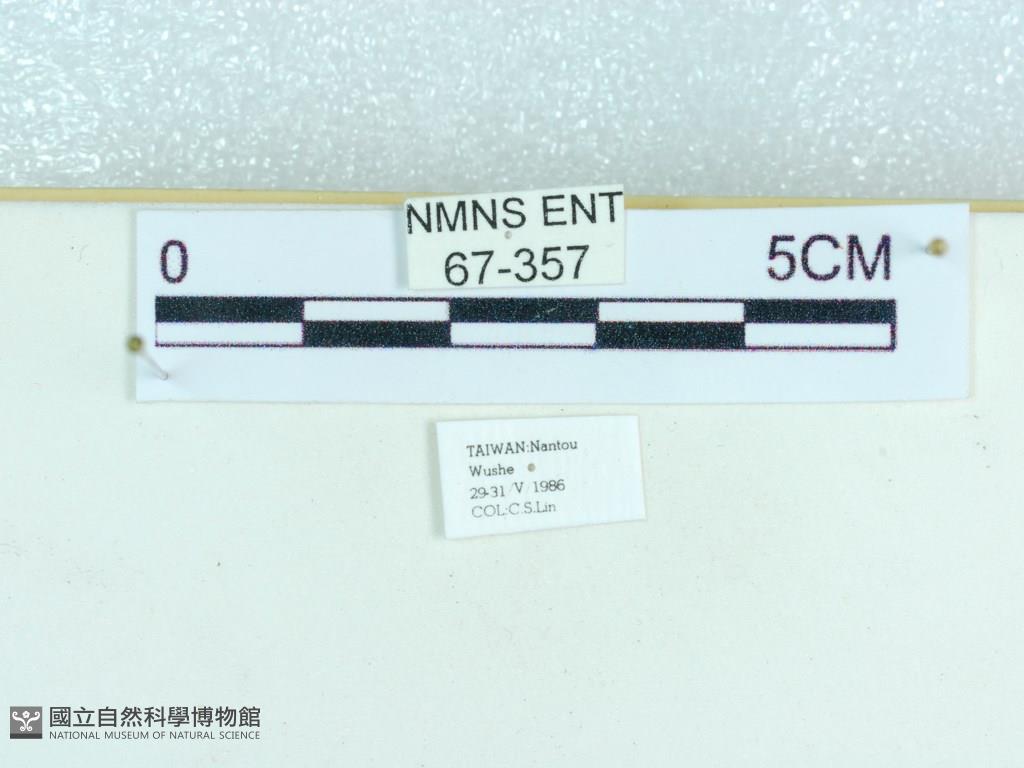 NMNS ENT
67-357
0 5CM
TAIWAN:Nantou
Wushe
29-31/V/1986
COL:C.S.Lin
國立自然科學博物館
NATIONAL MUSEUM OF NATURAL SCIENCE